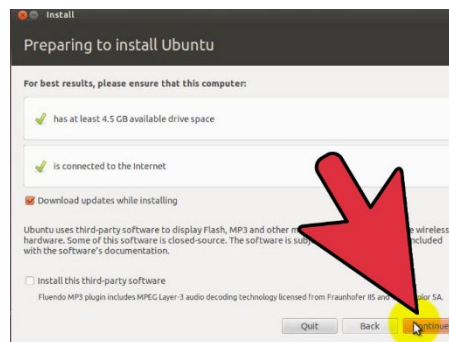 Install
Preparing to install Ubuntu
For best results, please ensure that this computer:
has at least 4.5 GB available drive space
is connected to the Internet
Download updates while installing
Ubuntu uses third-party software to display Flash, MP3 and other wireless
hardware. Some of this software is closed-source. The software is included
with the software's documentation.
Install this third-party software
Fluendo MP3 plugin includes MPEG Layer-3 audio decoding technology licensed from Fraunhofer IIS and SA.
Quit Back Continue